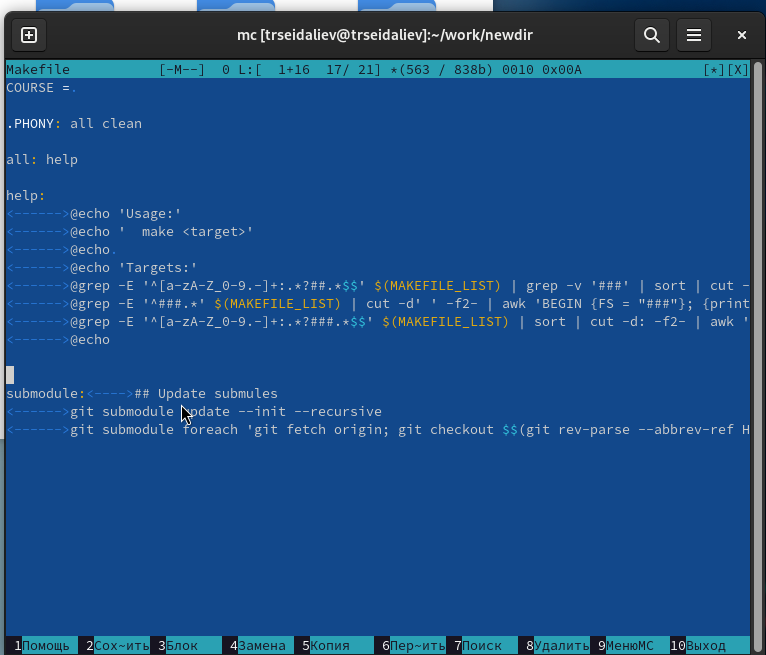 mc [trseidaliev@trseidaliev]:~/work/newdir
Makefile [-M--] 0 L:[ 1+16 17/ 21] *(563 / 838b) 0010 0x00A [*][X]
COURSE =.
.PHONY: all clean
all: help
help:
<------>@echo 'Usage:'
<------>@echo '  make <target>'
<------>@echo.
<------>@echo 'Targets:'
<------>@grep -E '^[a-zA-Z_0-9.-]+:.*?##.*$$' $(MAKEFILE_LIST) | grep -v '###' | sort | cut -
<------>@grep -E '^###.*' $(MAKEFILE_LIST) | cut -d' ' -f2- | awk 'BEGIN {FS = "###"}; {print
<------>@grep -E '^[a-zA-Z_0-9.-]+:.*?###.*$$' $(MAKEFILE_LIST) | sort | cut -d: -f2- | awk '
<------>@echo
submodule:<---->## Update submules
<------>git submodule update --init --recursive
<------>git submodule foreach 'git fetch origin; git checkout $$(git rev-parse --abbrev-ref H
1Помощь 2Сох~ить 3Блок 4Замена 5Копия 6Пер~ить 7Поиск 8Удалить 9МенюМС 10Выход